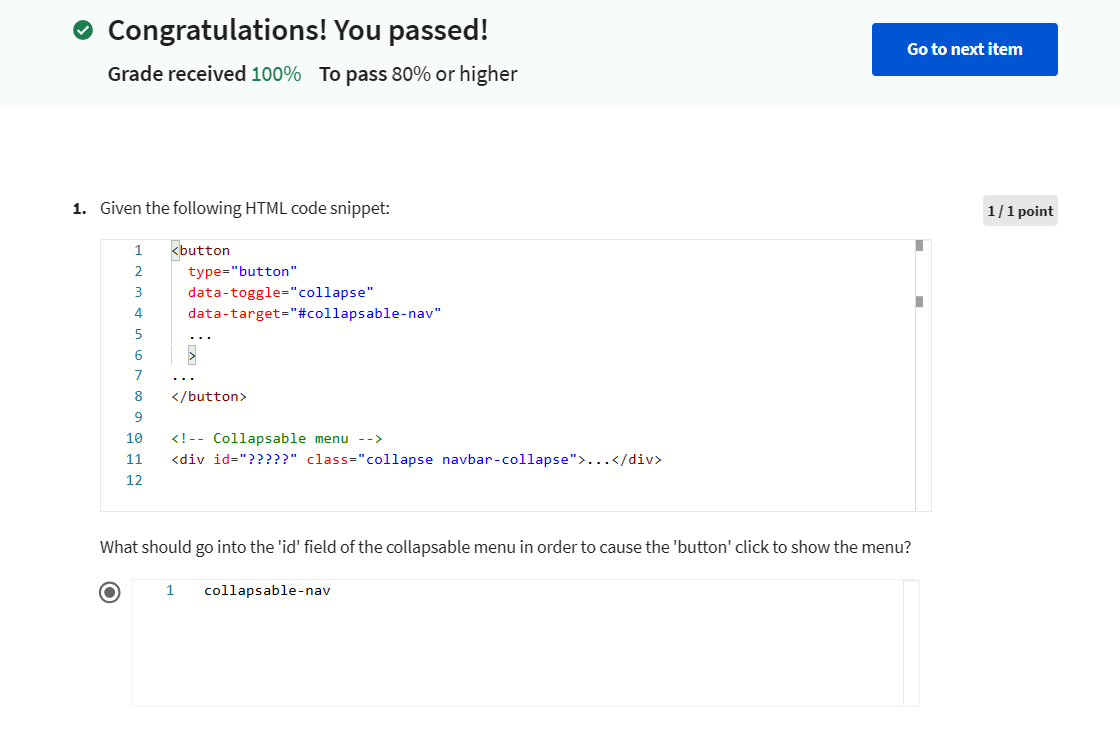 Congratulations! You passed!
Go to next item
Grade received 100% To pass 80% or higher
1. Given the following HTML code snippet:
1 / 1 point
1 <button
2   type="button"
3   data-toggle="collapse"
4   data-target="#collapsable-nav"
5   ...
6   >
7 ...
8 </button>
9
10 <!-- Collapsable menu -->
11 <div id="?????" class="collapse navbar-collapse">...</div>
12
What should go into the 'id' field of the collapsable menu in order to cause the 'button' click to show the menu?
1 collapsable-nav